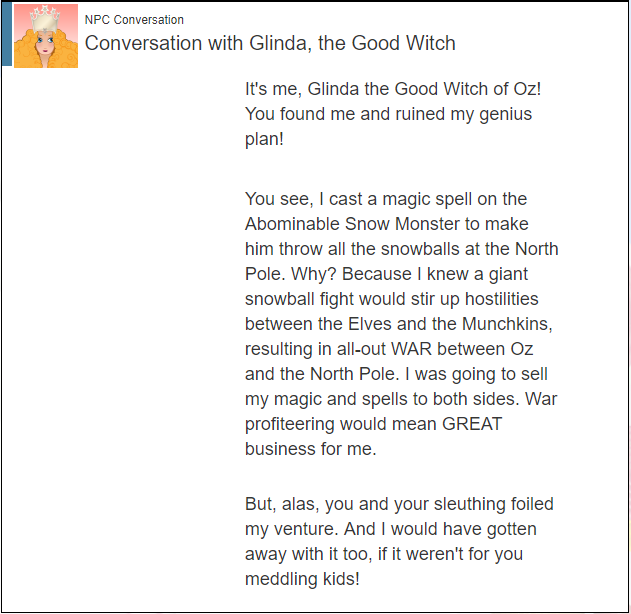 NPC Conversation
Conversation with Glinda, the Good Witch
It's me, Glinda the Good Witch of Oz!
You found me and ruined my genius
plan!
You see, I cast a magic spell on the
Abominable Snow Monster to make
him throw all the snowballs at the North
Pole. Why? Because I knew a giant
snowball fight would stir up hostilities
between the Elves and the Munchkins,
resulting in all-out WAR between Oz
and the North Pole. I was going to sell
my magic and spells to both sides. War
profiteering would mean GREAT
business for me.
But, alas, you and your sleuthing foiled
my venture. And I would have gotten
away with it too, if it weren't for you
meddling kids!